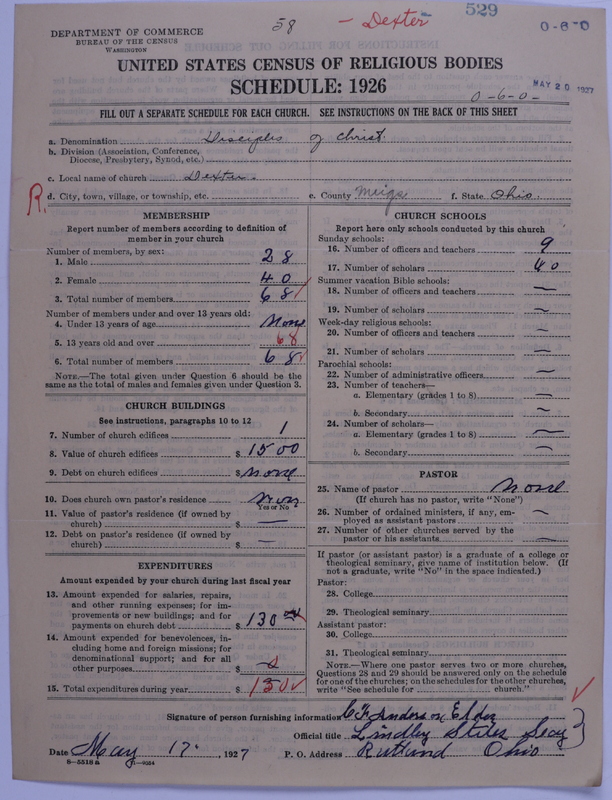 58 - Dexter 529 0-6-0
DEPARTMENT OF COMMERCE
BUREAU OF THE CENSUS
WASHINGTON
UNITED STATES CENSUS OF RELIGIOUS BODIES
MAY 20 1927
SCHEDULE: 1926
0-6-0-
FILL OUT A SEPARATE SCHEDULE FOR EACH CHURCH. SEE INSTRUCTIONS ON THE BACK OF THIS SHEET
a. Denomination Disciples of Christ
b. Division (Association, Conference, Diocese, Presbytery, Synod, etc.)
c. Local name of church Dexter
R. d. City, town, village, or township, etc. e. County Meigs f. State Ohio
MEMBERSHIP
Report number of members according to definition of
member in your church
Number of members, by sex:
1. Male 28
2. Female 40
3. Total number of members 68
Number of members under and over 13 years old:
4. Under 13 years of age None
5. 13 years old and over 68
6. Total number of members 68
NOTE.—The total given under Question 6 should be
same as the total of males and females given under Question 3.
CHURCH BUILDINGS
See instructions, paragraphs 10 to 12
7. Number of church edifices 1
8. Value of church edifices $ 1500
9. Debt on church edifices $ none
10. Does church own pastor's residence
Yes or No
11. Value of pastor's residence (if owned by
church) $ —
12. Debt on pastor's residence (if owned by
church) $ —
EXPENDITURES
Amount expended by your church during last fiscal year
13. Amount expended for salaries, repairs,
and other running expenses; for im-
provements or new buildings; and for
payments on church debt $ 130
14. Amount expended for benevolences, in-
cluding home and foreign missions; for
denominational support; and for all
other purposes $
15. Total expenditures during year $ 130
CHURCH SCHOOLS
Report here only schools conducted by this church
Sunday schools:
16. Number of officers and teachers 9
17. Number of scholars 40
Summer vacation Bible schools:
18. Number of officers and teachers —
19. Number of scholars —
Week-day religious schools:
20. Number of officers and teachers —
21. Number of scholars —
Parochial schools:
22. Number of administrative officers —
23. Number of teachers—
a. Elementary (grades 1 to 8) —
b. Secondary —
24. Number of scholars—
a. Elementary (grades 1 to 8) —
b. Secondary —
PASTOR
25. Name of pastor none
(If church has no pastor, write "None")
26. Number of ordained ministers, if any, em-
ployed as assistant pastors —
27. Number of other churches served by the
pastor or his assistants —
If pastor (or assistant pastor) is a graduate of a college or
theological seminary, give name of institution below. (If
not a graduate, write "No" in the space indicated.)
Pastor:
28. College
29. Theological seminary
Assistant pastor:
30. College
31. Theological seminary
NOTE.—Where one pastor serves two or more churches,
Questions 28 and 29 should be answered only on the schedule
for one of the churches; on the schedules for the other churches,
write "See schedule for church."
Signature of person furnishing information C F Anderson, Elder
Official title Lindley Stiles Secy
Date May 17, 1927 P. O. Address Rutland Ohio